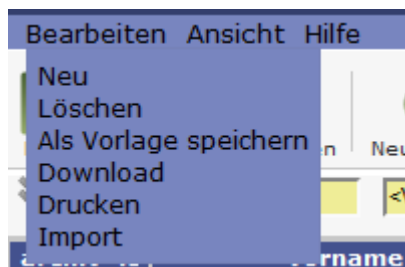 Bearbeiten Ansicht Hilfe
Neu
Löschen
Als Vorlage speichern
Download
Drucken
Import